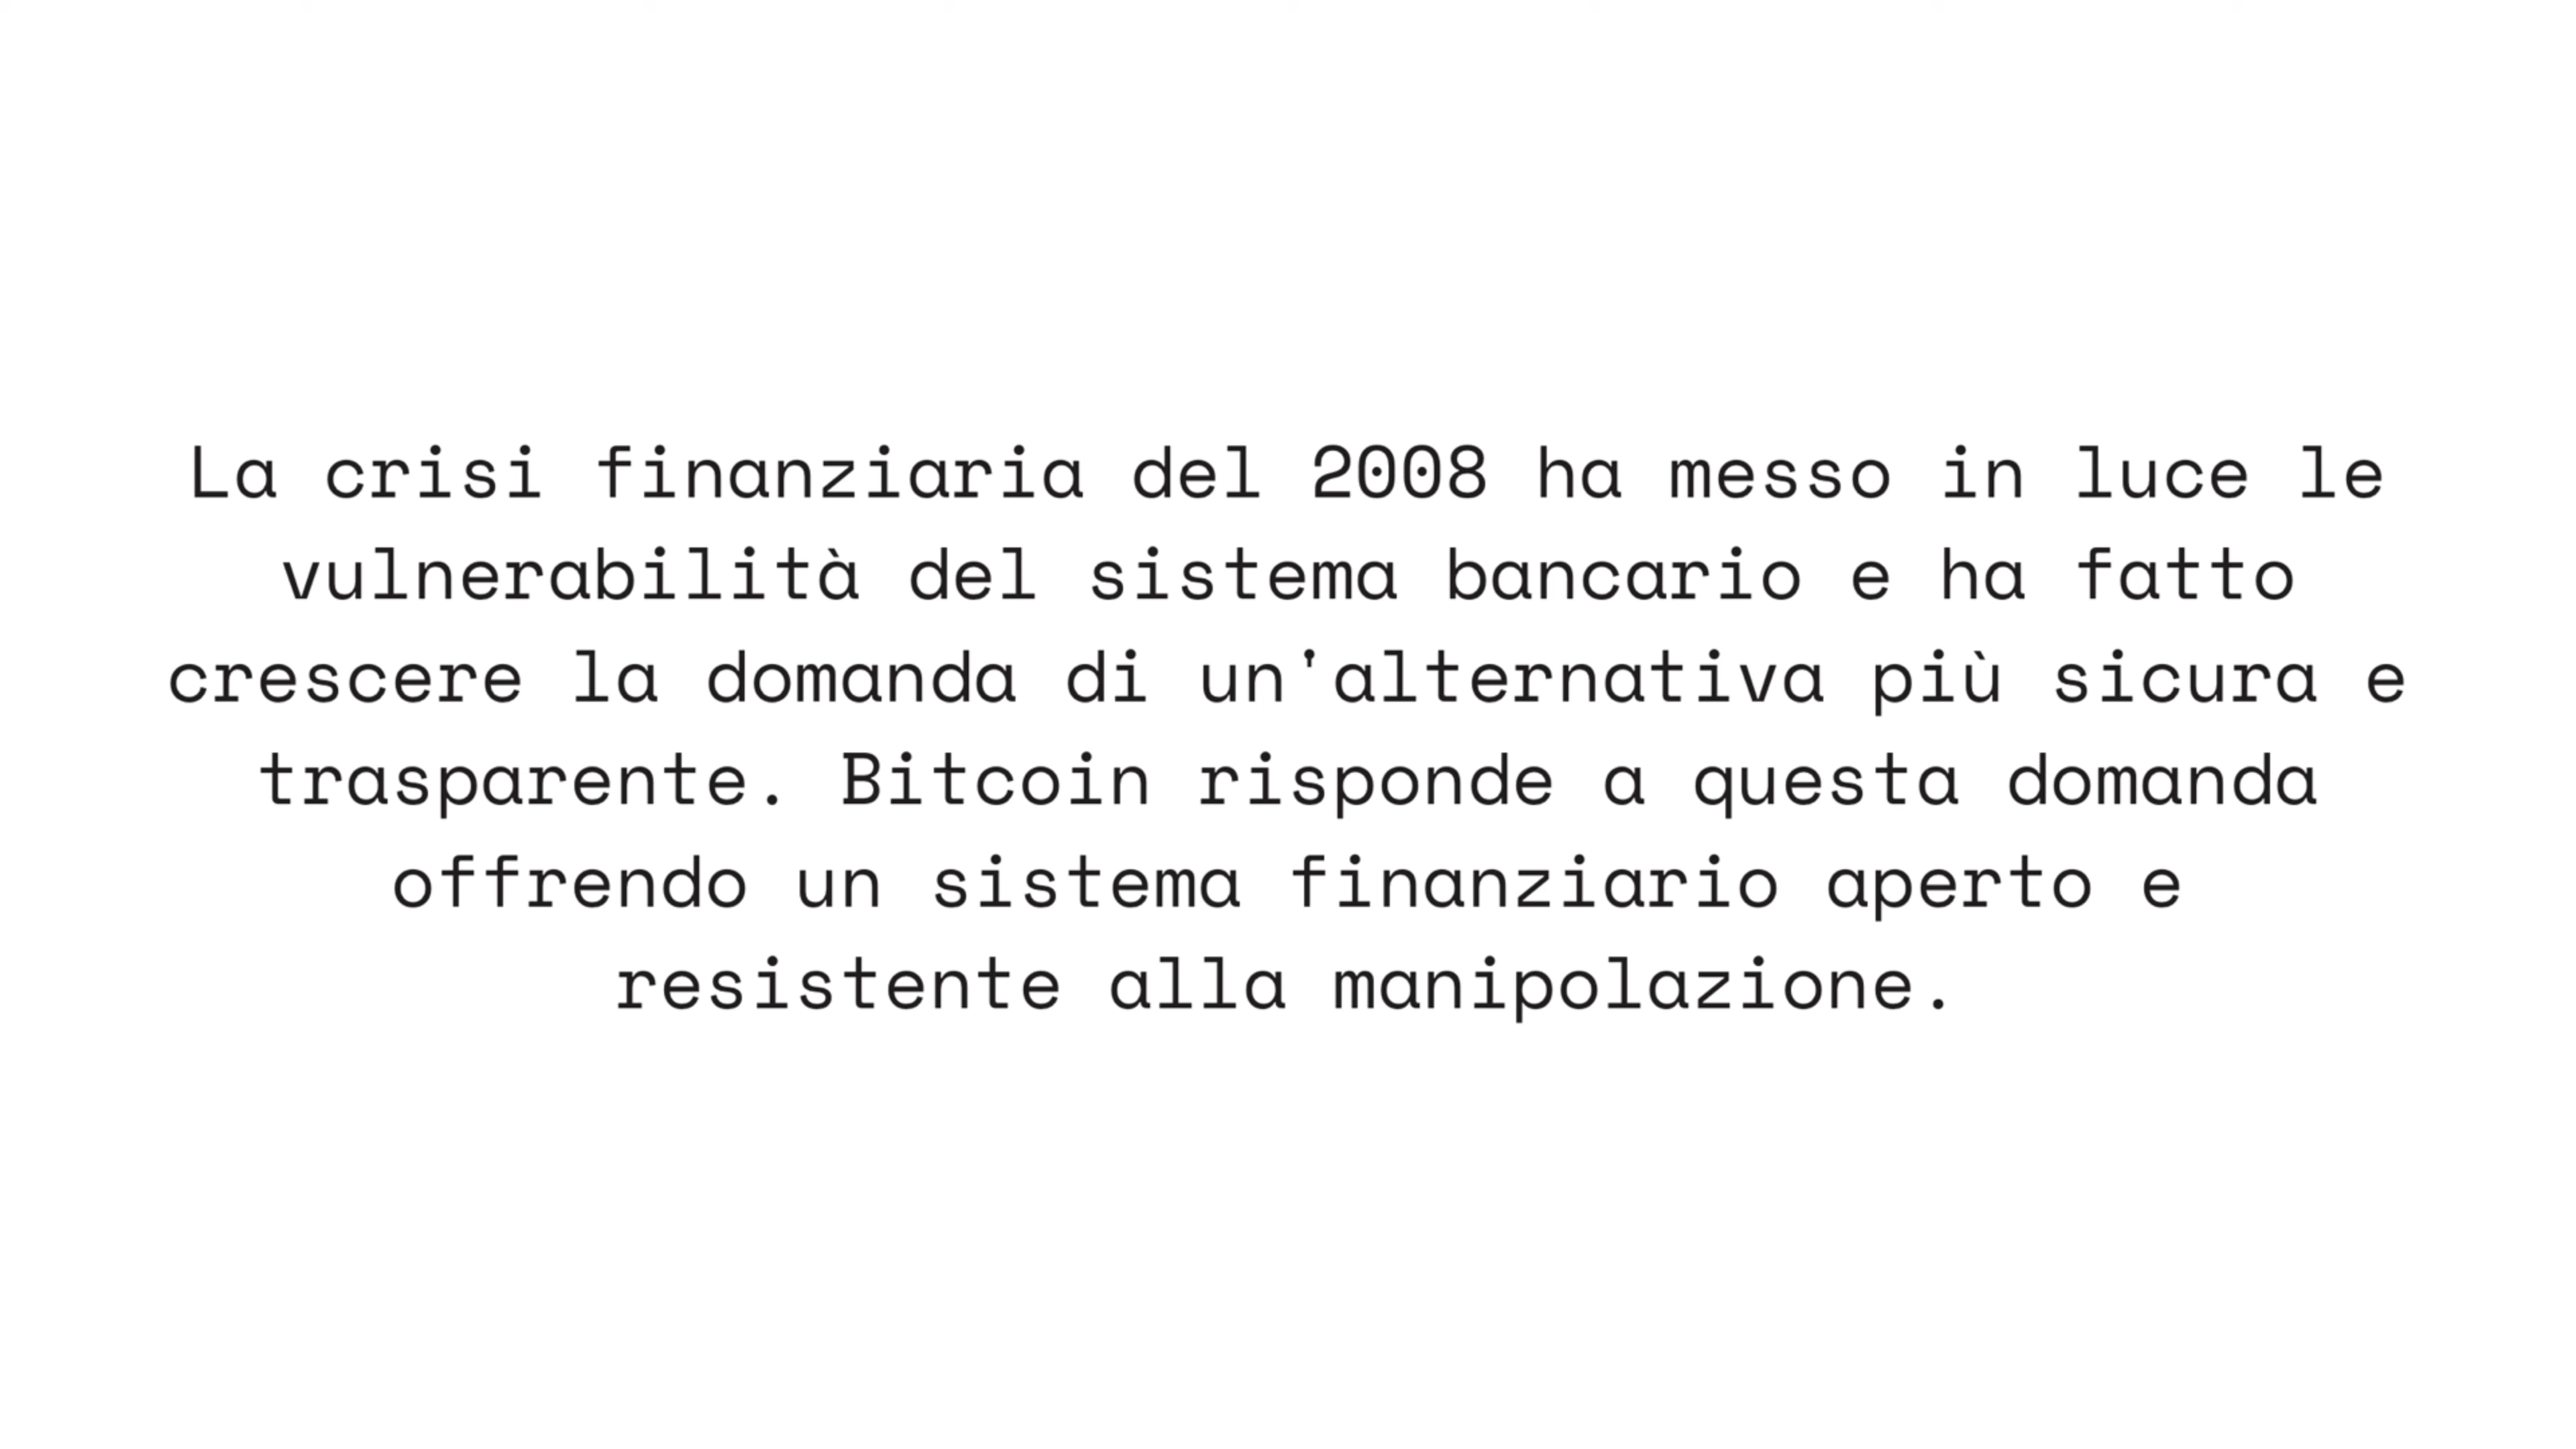 La crisi finanziaria del 2008 ha messo in luce le
vulnerabilità del sistema bancario e ha fatto
crescere la domanda di un'alternativa più sicura e
trasparente. Bitcoin risponde a questa domanda
offrendo un sistema finanziario aperto e
resistente alla manipolazione.